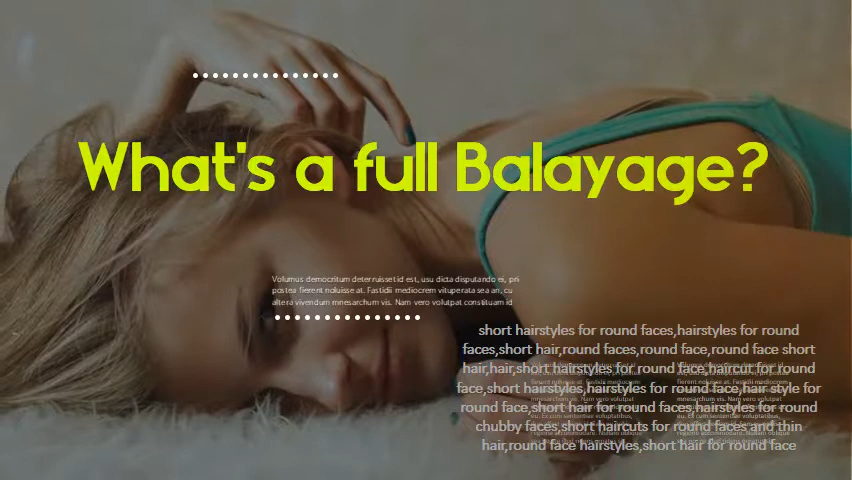 What's a full Balayage?
Volumus democritum deterruisset id est, usu dicta disputando ei, pri
postea fierent noluisse at. Fastidii mediocrem vituperata sea an, cu
altera vivendum mnesarchum vis. Nam vero volutpat constituam id
short hairstyles for round faces,hairstyles for round
faces,short hair,round faces,round face,round face short
hair,hair,short hairstyles for round face,haircut for round
face,short hairstyles,hairstyles for round face,hair style for
round face,short hair for round faces,hairstyles for round
chubby faces,short haircuts for round faces and thin
hair,round face hairstyles,short hair for round face